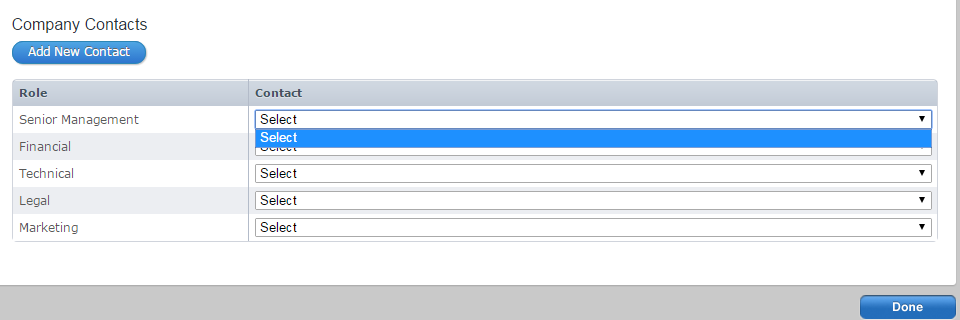 Company Contacts
Add New Contact
Role Contact
Senior Management Select
Select
Financial Select
Technical Select
Legal Select
Marketing Select
Done